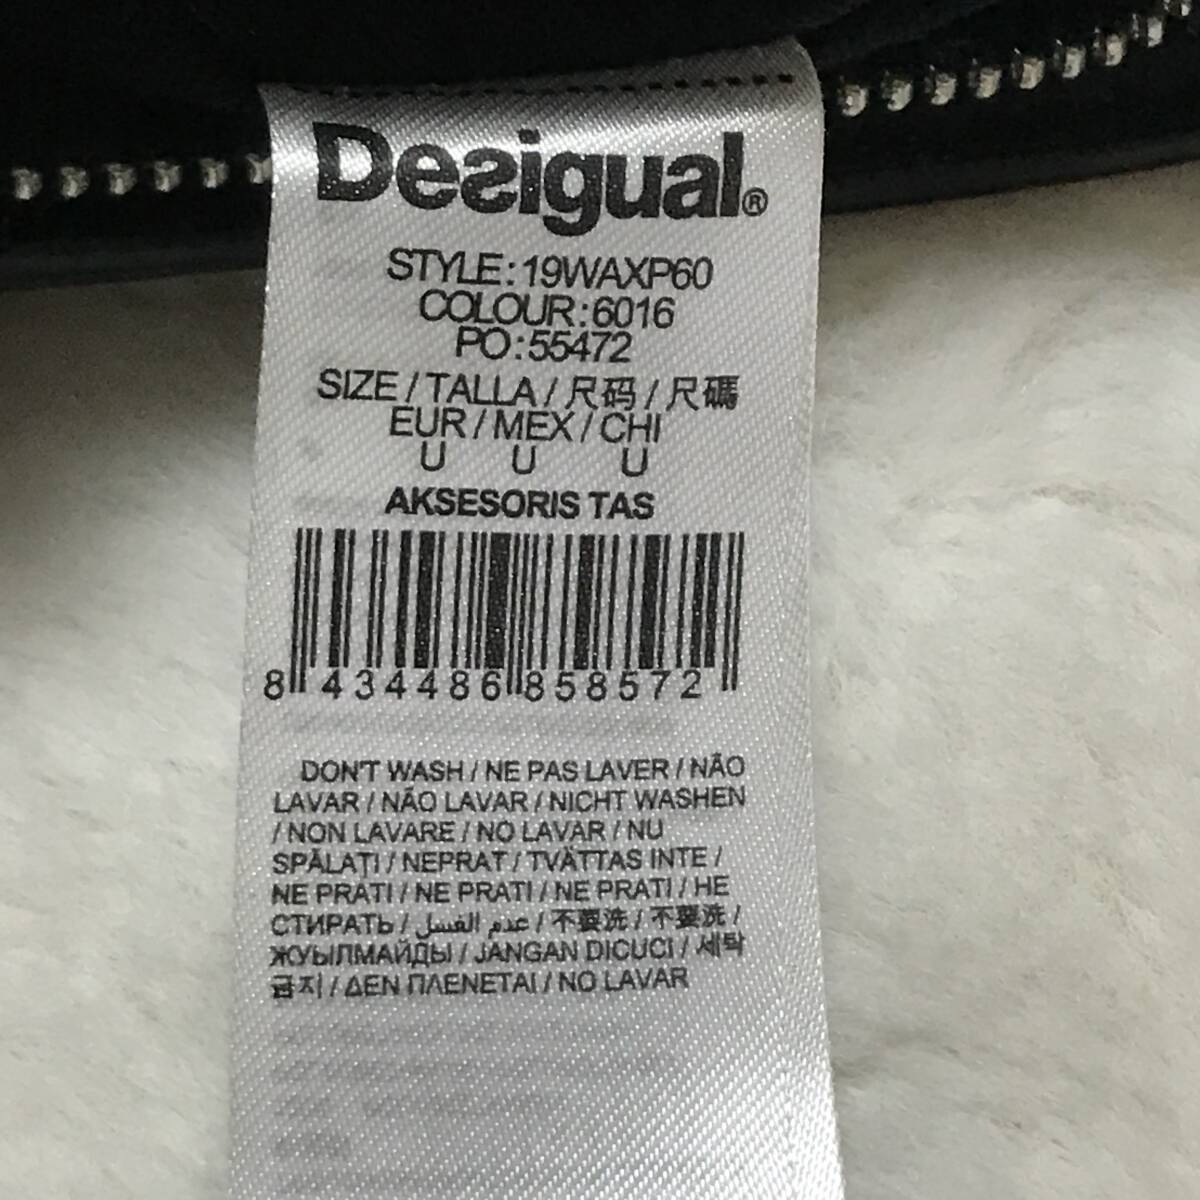 Desigual®
STYLE: 19WAXP60
COLOUR: 6016
PO: 55472
SIZE / TALLA / 尺码 / 尺碼
EUR / MEX / CHI
U U U
AKSESORIS TAS
8 434486 858572
DON'T WASH / NE PAS LAVER / NÃO
LAVAR / NÃO LAVAR / NICHT WASHEN
/ NON LAVARE / NO LAVAR / NU
SPĂLAȚI / NEPRAT / TVÄTTAS INTE /
NE PRATI / NE PRATI / NE PRATI / НЕ
СТИРАТЬ / عدم الغسل / 不要洗 / 不要洗 /
ЖУЫЛМАЙДЫ / JANGAN DICUCI / 세탁
금지 / ΔΕΝ ΠΛΕΝΕΤΑΙ / NO LAVAR